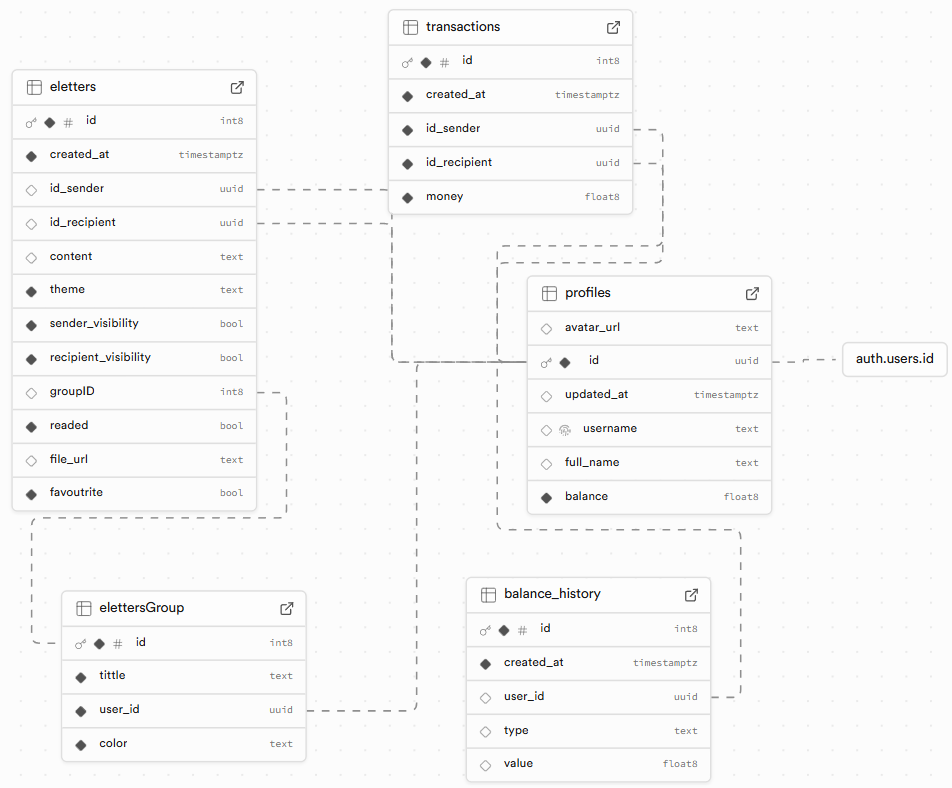 transactions
id int8
created_at timestamptz
id_sender uuid
id_recipient uuid
money float8
eletters
id int8
created_at timestamptz
id_sender uuid
id_recipient uuid
content text
theme text
sender_visibility bool
recipient_visibility bool
groupID int8
readed bool
file_url text
favoutrite bool
profiles
avatar_url text
id uuid
updated_at timestamptz
username text
full_name text
balance float8
auth.users.id
elettersGroup
id int8
tittle text
user_id uuid
color text
balance_history
id int8
created_at timestamptz
user_id uuid
type text
value float8